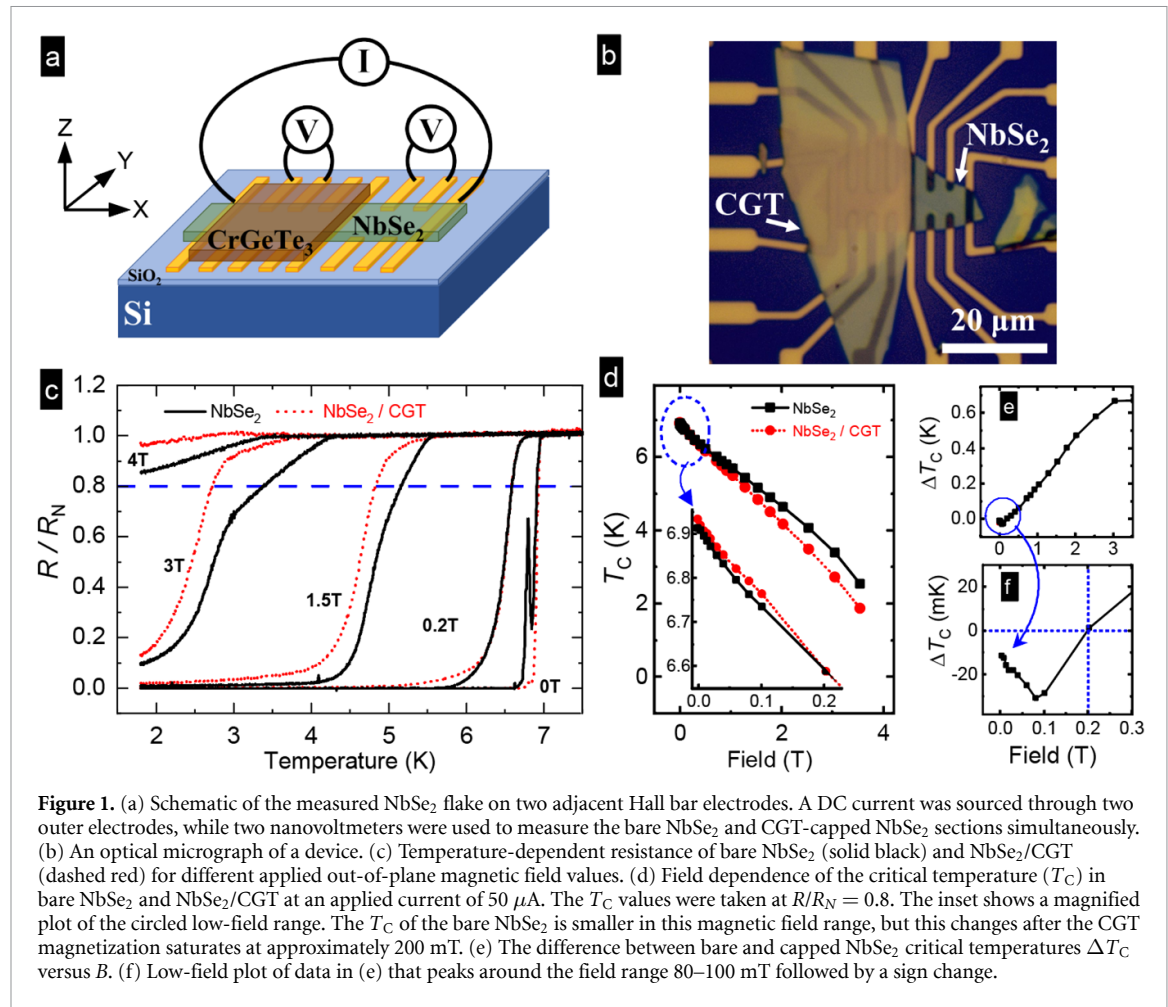 a
I
V
V
Z
Y
X
NbSe₂
CrGeTe₃
SiO₂
Si
b
NbSe₂
CGT
20 µm
c
NbSe₂
NbSe₂ / CGT
1.2
1.0
0.8
0.6
0.4
0.2
0.0
R / R_N
4T
3T
1.5T
0.2T
0T
2 3 4 5 6 7
Temperature (K)
d
NbSe₂
NbSe₂ / CGT
8
6
4
2
0
T_C (K)
6.9
6.8
6.7
6.6
0.0 0.1 0.2
0 2 4
Field (T)
e
0.6
0.4
0.2
0.0
ΔT_C (K)
0 1 2 3
f
20
0
-20
ΔT_C (mK)
0.0 0.1 0.2 0.3
Field (T)
Figure 1. (a) Schematic of the measured NbSe₂ flake on two adjacent Hall bar electrodes. A DC current was sourced through two
outer electrodes, while two nanovoltmeters were used to measure the bare NbSe₂ and CGT-capped NbSe₂ sections simultaneously.
(b) An optical micrograph of a device. (c) Temperature-dependent resistance of bare NbSe₂ (solid black) and NbSe₂/CGT
(dashed red) for different applied out-of-plane magnetic field values. (d) Field dependence of the critical temperature (T_C) in
bare NbSe₂ and NbSe₂/CGT at an applied current of 50 µA. The T_C values were taken at R/R_N = 0.8. The inset shows a magnified
plot of the circled low-field range. The T_C of the bare NbSe₂ is smaller in this magnetic field range, but this changes after the CGT
magnetization saturates at approximately 200 mT. (e) The difference between bare and capped NbSe₂ critical temperatures ΔT_C
versus B. (f) Low-field plot of data in (e) that peaks around the field range 80–100 mT followed by a sign change.